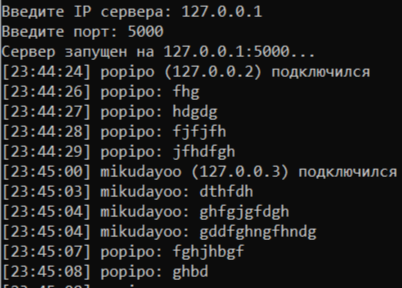 Введите IP сервера: 127.0.0.1
Введите порт: 5000
Сервер запущен на 127.0.0.1:5000...
[23:44:24] popipo (127.0.0.2) подключился
[23:44:26] popipo: fhg
[23:44:27] popipo: hdgdg
[23:44:28] popipo: fjfjfh
[23:44:29] popipo: jfhdfgh
[23:45:00] mikudayoo (127.0.0.3) подключился
[23:45:03] mikudayoo: dthfdh
[23:45:04] mikudayoo: ghfgjgfdgh
[23:45:04] mikudayoo: gddfghngfhndg
[23:45:07] popipo: fghjhbgf
[23:45:08] popipo: ghbd